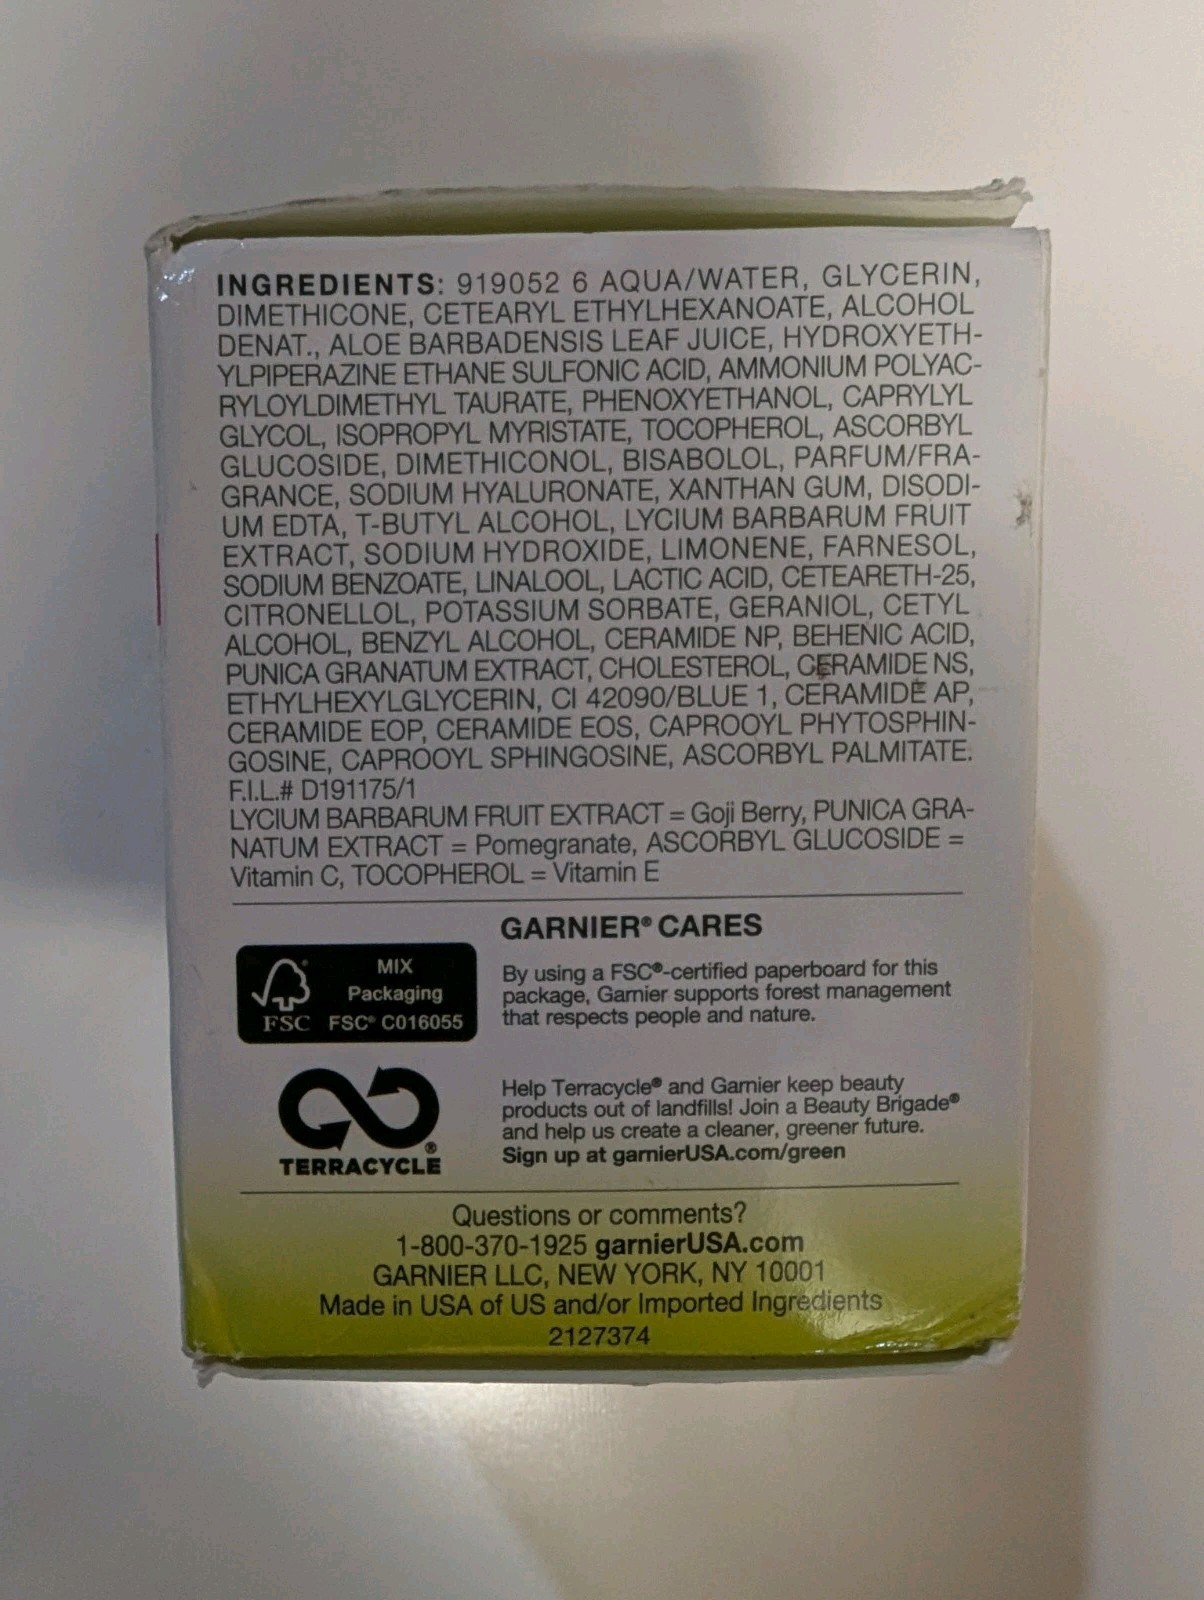 INGREDIENTS: 919052 6 AQUA/WATER, GLYCERIN,
DIMETHICONE, CETEARYL ETHYLHEXANOATE, ALCOHOL
DENAT., ALOE BARBADENSIS LEAF JUICE, HYDROXYETH-
YLPIPERAZINE ETHANE SULFONIC ACID, AMMONIUM POLYAC-
RYLOYLDIMETHYL TAURATE, PHENOXYETHANOL, CAPRYLYL
GLYCOL, ISOPROPYL MYRISTATE, TOCOPHEROL, ASCORBYL
GLUCOSIDE, DIMETHICONOL, BISABOLOL, PARFUM/FRA-
GRANCE, SODIUM HYALURONATE, XANTHAN GUM, DISODI-
UM EDTA, T-BUTYL ALCOHOL, LYCIUM BARBARUM FRUIT
EXTRACT, SODIUM HYDROXIDE, LIMONENE, FARNESOL,
SODIUM BENZOATE, LINALOOL, LACTIC ACID, CETEARETH-25,
CITRONELLOL, POTASSIUM SORBATE, GERANIOL, CETYL
ALCOHOL, BENZYL ALCOHOL, CERAMIDE NP, BEHENIC ACID,
PUNICA GRANATUM EXTRACT, CHOLESTEROL, CERAMIDE NS,
ETHYLHEXYLGLYCERIN, CI 42090/BLUE 1, CERAMIDE AP,
CERAMIDE EOP, CERAMIDE EOS, CAPROOYL PHYTOSPHIN-
GOSINE, CAPROOYL SPHINGOSINE, ASCORBYL PALMITATE.
F.I.L.# D191175/1
LYCIUM BARBARUM FRUIT EXTRACT = Goji Berry, PUNICA GRA-
NATUM EXTRACT = Pomegranate, ASCORBYL GLUCOSIDE =
Vitamin C, TOCOPHEROL = Vitamin E
GARNIER® CARES
MIX
Packaging
FSC FSC® C016055
By using a FSC®-certified paperboard for this
package, Garnier supports forest management
that respects people and nature.
TERRACYCLE®
Help Terracycle® and Garnier keep beauty
products out of landfills! Join a Beauty Brigade®
and help us create a cleaner, greener future.
Sign up at garnierUSA.com/green
Questions or comments?
1-800-370-1925 garnierUSA.com
GARNIER LLC, NEW YORK, NY 10001
Made in USA of US and/or Imported Ingredients
2127374